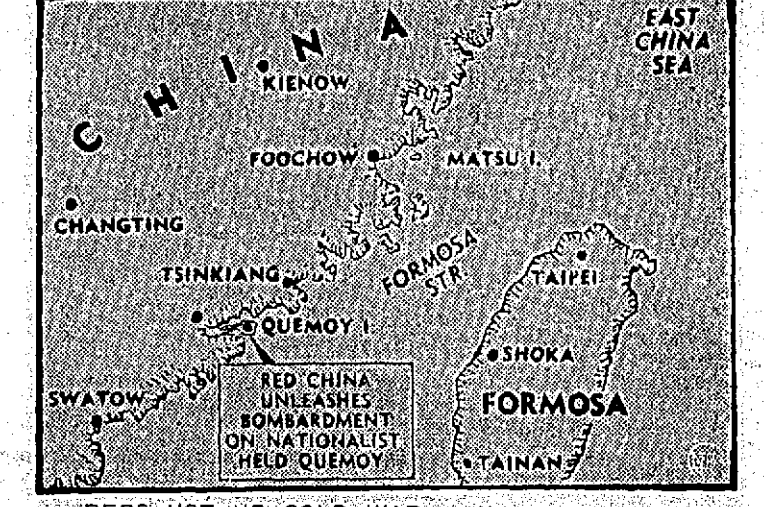 CHINA
EAST
CHINA
SEA
KIENOW
FOOCHOW
MATSU I.
CHANGTING
TSINKIANG
FORMOSA
STR.
TAIPEI
QUEMOY I.
SHOKA
RED CHINA
UNLEASHES
BOMBARDMENT
ON NATIONALIST
HELD QUEMOY
SWATOW
FORMOSA
TAINAN